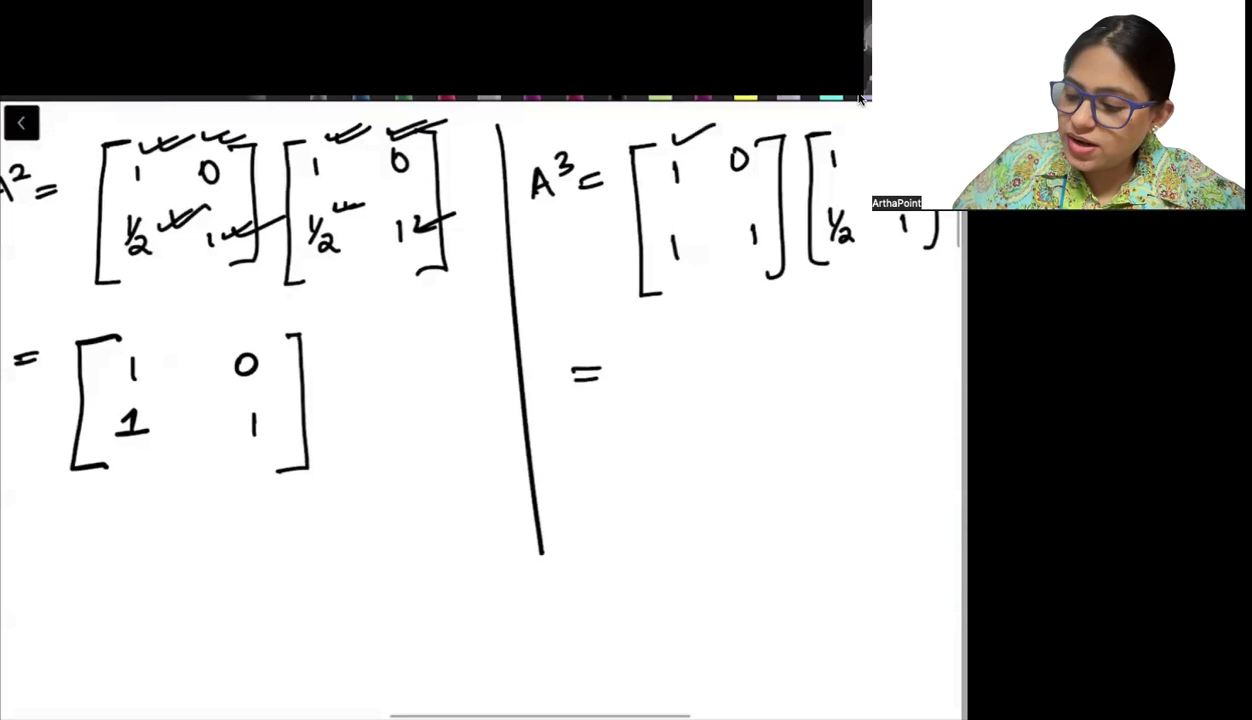 A² = [ 1 0 ] [ 1 0 ]
½ 1 ½ 1
= [ 1 0 ]
1 1
A³ = [ 1 0 ] [ 1
1 1 ½ 1 ]
=
ArthaPoint